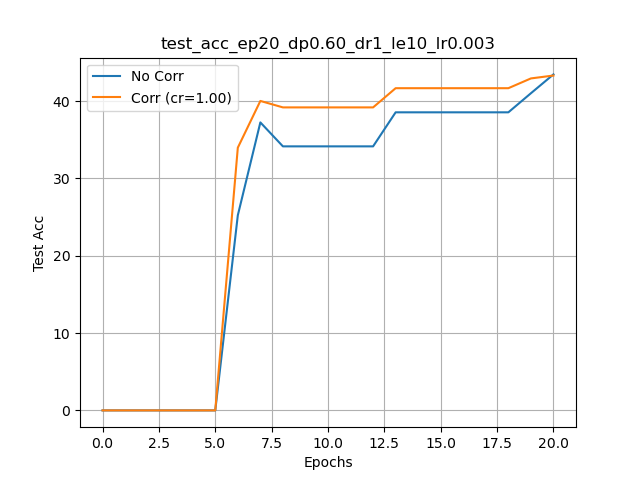 test_acc_ep20_dp0.60_dr1_le10_lr0.003
No Corr
Corr (cr=1.00)
40
30
20
10
0
Test Acc
0.0 2.5 5.0 7.5 10.0 12.5 15.0 17.5 20.0
Epochs